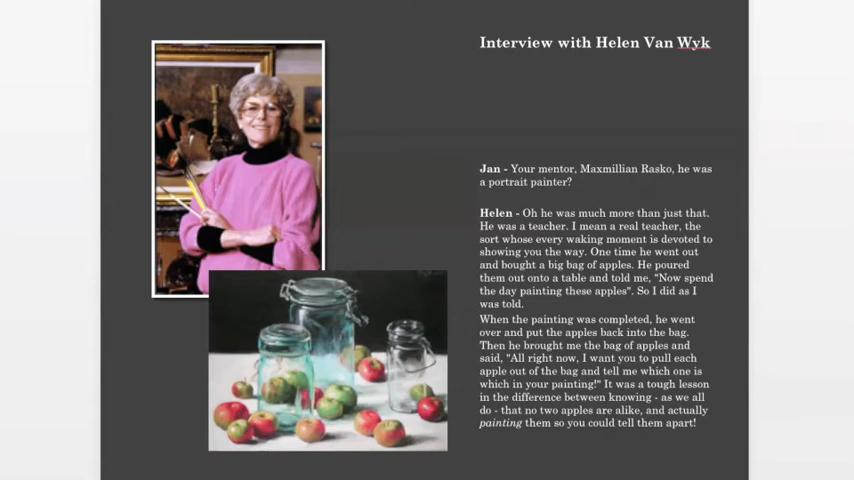 Interview with Helen Van Wyk
Jan - Your mentor, Maxmillian Rasko, he was
a portrait painter?
Helen - Oh he was much more than just that.
He was a teacher. I mean a real teacher, the
sort whose every waking moment is devoted to
showing you the way. One time he went out
and bought a big bag of apples. He poured
them out onto a table and told me, "Now spend
the day painting these apples". So I did as I
was told.
When the painting was completed, he went
over and put the apples back into the bag.
Then he brought me the bag of apples and
said, "All right now, I want you to pull each
apple out of the bag and tell me which one is
which in your painting!" It was a tough lesson
in the difference between knowing - as we all
do - that no two apples are alike, and actually
painting them so you could tell them apart!